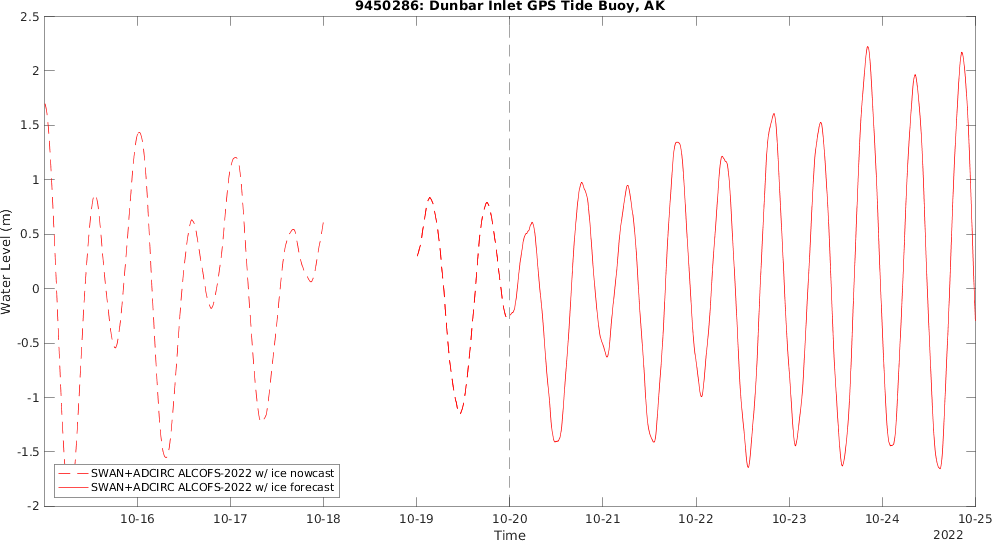 9450286: Dunbar Inlet GPS Tide Buoy, AK
2.5
2
1.5
1
0.5
0
-0.5
-1
-1.5
-2
Water Level (m)
SWAN+ADCIRC ALCOFS-2022 w/ ice nowcast
SWAN+ADCIRC ALCOFS-2022 w/ ice forecast
10-16 10-17 10-18 10-19 10-20 10-21 10-22 10-23 10-24 10-25
Time
2022